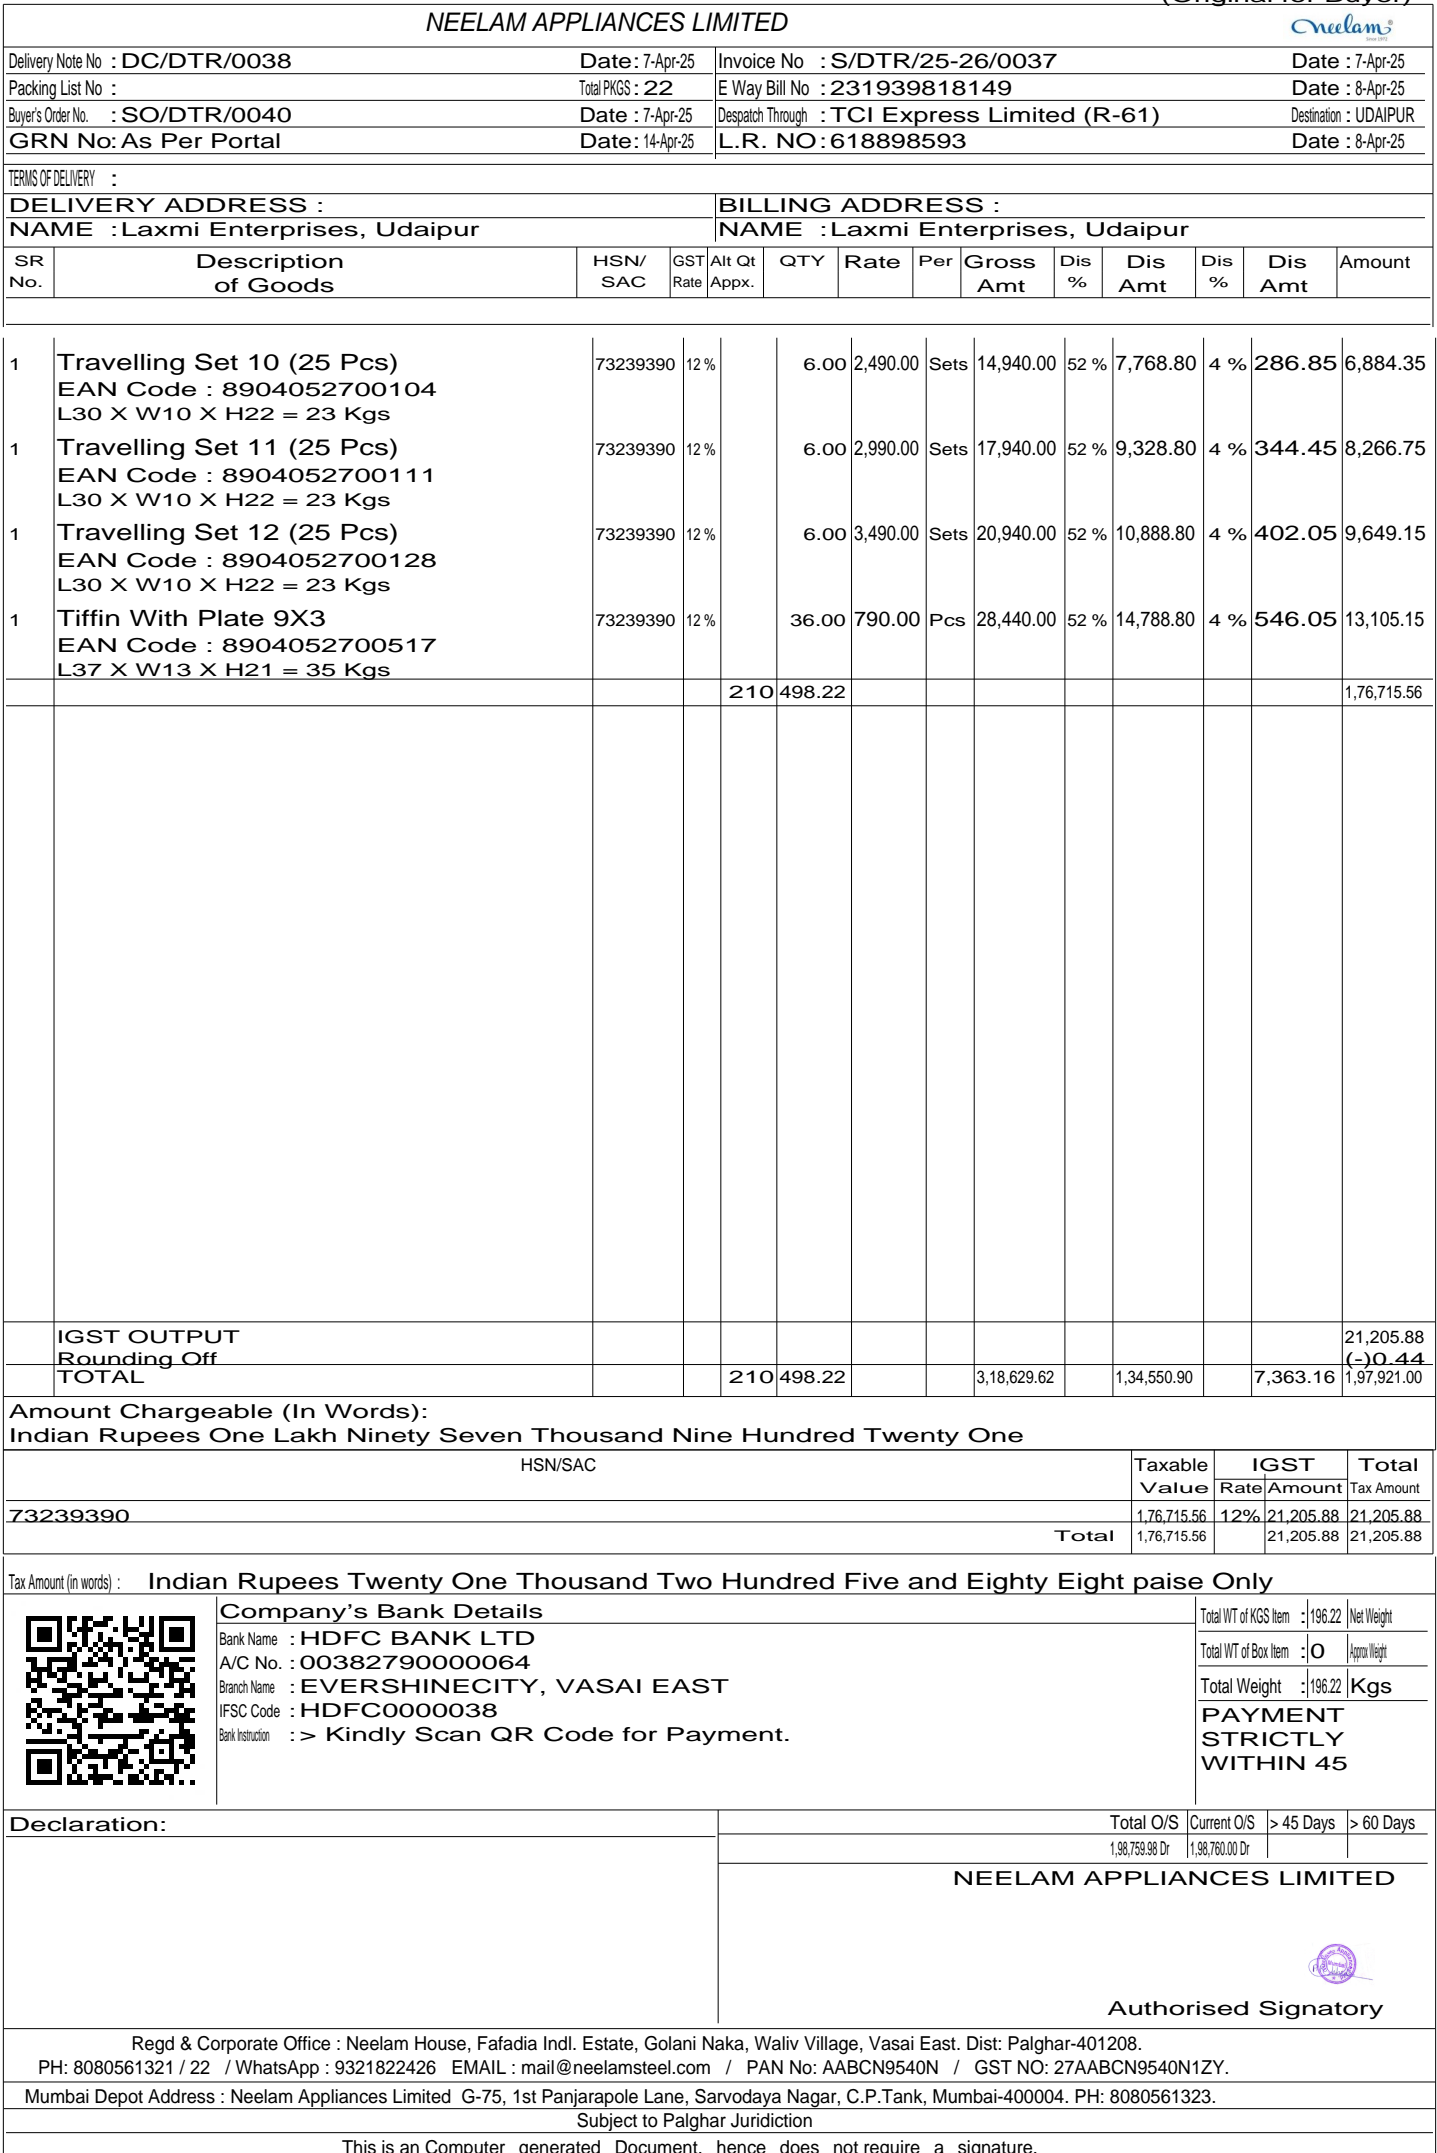 (Original for Buyer)
NEELAM APPLIANCES LIMITED
neelam®
Since 1972
Delivery Note No : DC/DTR/0038 Date: 7-Apr-25 Invoice No : S/DTR/25-26/0037 Date : 7-Apr-25
Packing List No : Total PKGS : 22 E Way Bill No : 231939818149 Date : 8-Apr-25
Buyer's Order No. : SO/DTR/0040 Date : 7-Apr-25 Despatch Through : TCI Express Limited (R-61) Destination : UDAIPUR
GRN No: As Per Portal Date: 14-Apr-25 L.R. NO : 618898593 Date : 8-Apr-25
TERMS OF DELIVERY :
DELIVERY ADDRESS : BILLING ADDRESS :
NAME : Laxmi Enterprises, Udaipur NAME : Laxmi Enterprises, Udaipur
SR Description HSN/ GST Alt Qt QTY Rate Per Gross Dis Dis Dis Dis Amount
No. of Goods SAC Rate Appx. Amt % Amt % Amt
1 Travelling Set 10 (25 Pcs) 73239390 12 % 6.00 2,490.00 Sets 14,940.00 52 % 7,768.80 4 % 286.85 6,884.35
EAN Code : 8904052700104
L30 X W10 X H22 = 23 Kgs
1 Travelling Set 11 (25 Pcs) 73239390 12 % 6.00 2,990.00 Sets 17,940.00 52 % 9,328.80 4 % 344.45 8,266.75
EAN Code : 8904052700111
L30 X W10 X H22 = 23 Kgs
1 Travelling Set 12 (25 Pcs) 73239390 12 % 6.00 3,490.00 Sets 20,940.00 52 % 10,888.80 4 % 402.05 9,649.15
EAN Code : 8904052700128
L30 X W10 X H22 = 23 Kgs
1 Tiffin With Plate 9X3 73239390 12 % 36.00 790.00 Pcs 28,440.00 52 % 14,788.80 4 % 546.05 13,105.15
EAN Code : 8904052700517
L37 X W13 X H21 = 35 Kgs
210 498.22 1,76,715.56
IGST OUTPUT 21,205.88
Rounding Off (-)0.44
TOTAL 210 498.22 3,18,629.62 1,34,550.90 7,363.16 1,97,921.00
Amount Chargeable (In Words):
Indian Rupees One Lakh Ninety Seven Thousand Nine Hundred Twenty One
HSN/SAC Taxable IGST Total
Value Rate Amount Tax Amount
73239390 1,76,715.56 12% 21,205.88 21,205.88
Total 1,76,715.56 21,205.88 21,205.88
Tax Amount (in words) : Indian Rupees Twenty One Thousand Two Hundred Five and Eighty Eight paise Only
Company's Bank Details
Bank Name : HDFC BANK LTD
A/C No. : 00382790000064
Branch Name : EVERSHINECITY, VASAI EAST
IFSC Code : HDFC0000038
Bank Instruction : > Kindly Scan QR Code for Payment.
Total WT of KGS Item : 196.22 Net Weight
Total WT of Box Item : 0 Approx Weight
Total Weight : 196.22 Kgs
PAYMENT
STRICTLY
WITHIN 45
Declaration:
Total O/S Current O/S > 45 Days > 60 Days
1,98,759.98 Dr 1,98,760.00 Dr
NEELAM APPLIANCES LIMITED
Authorised Signatory
Regd & Corporate Office : Neelam House, Fafadia Indl. Estate, Golani Naka, Waliv Village, Vasai East. Dist: Palghar-401208.
PH: 8080561321 / 22 / WhatsApp : 9321822426 EMAIL : mail@neelamsteel.com / PAN No: AABCN9540N / GST NO: 27AABCN9540N1ZY.
Mumbai Depot Address : Neelam Appliances Limited G-75, 1st Panjarapole Lane, Sarvodaya Nagar, C.P.Tank, Mumbai-400004. PH: 8080561323.
Subject to Palghar Juridiction
This is an Computer generated Document, hence does not require a signature.